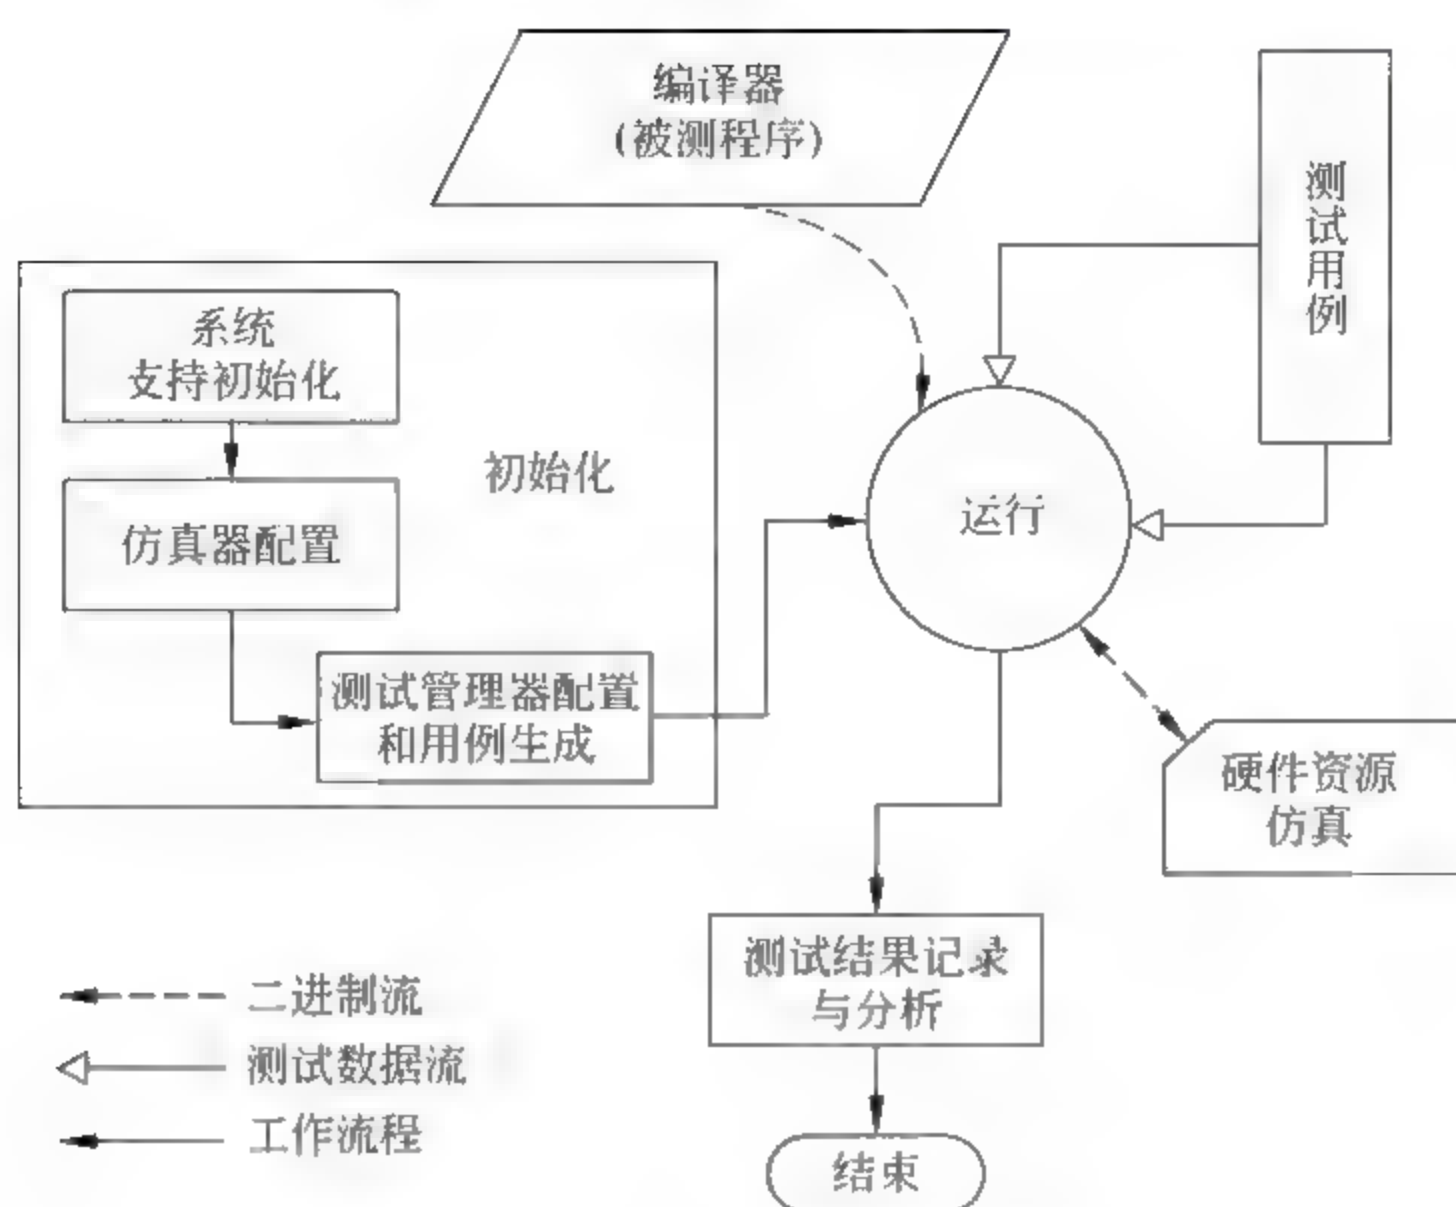 编译器
(被测程序)
测试用例
系统
支持初始化
初始化
仿真器配置
运行
测试管理器配置
和用例生成
硬件资源
仿真
测试结果记录
与分析
二进制流
测试数据流
工作流程
结束